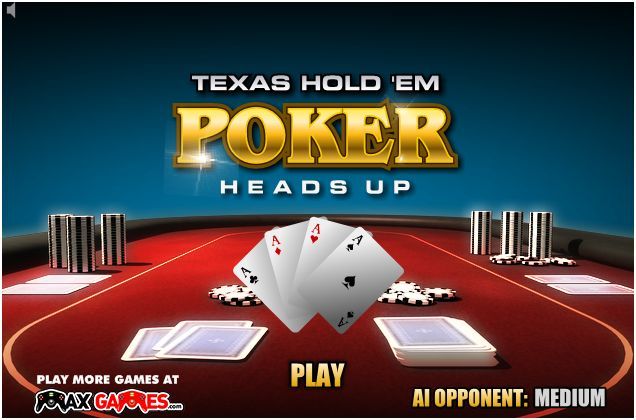 TEXAS HOLD 'EM
POKER
HEADS UP
A
A
A
A
A
PLAY MORE GAMES AT
MAXGAMES.com
PLAY
AI OPPONENT: MEDIUM